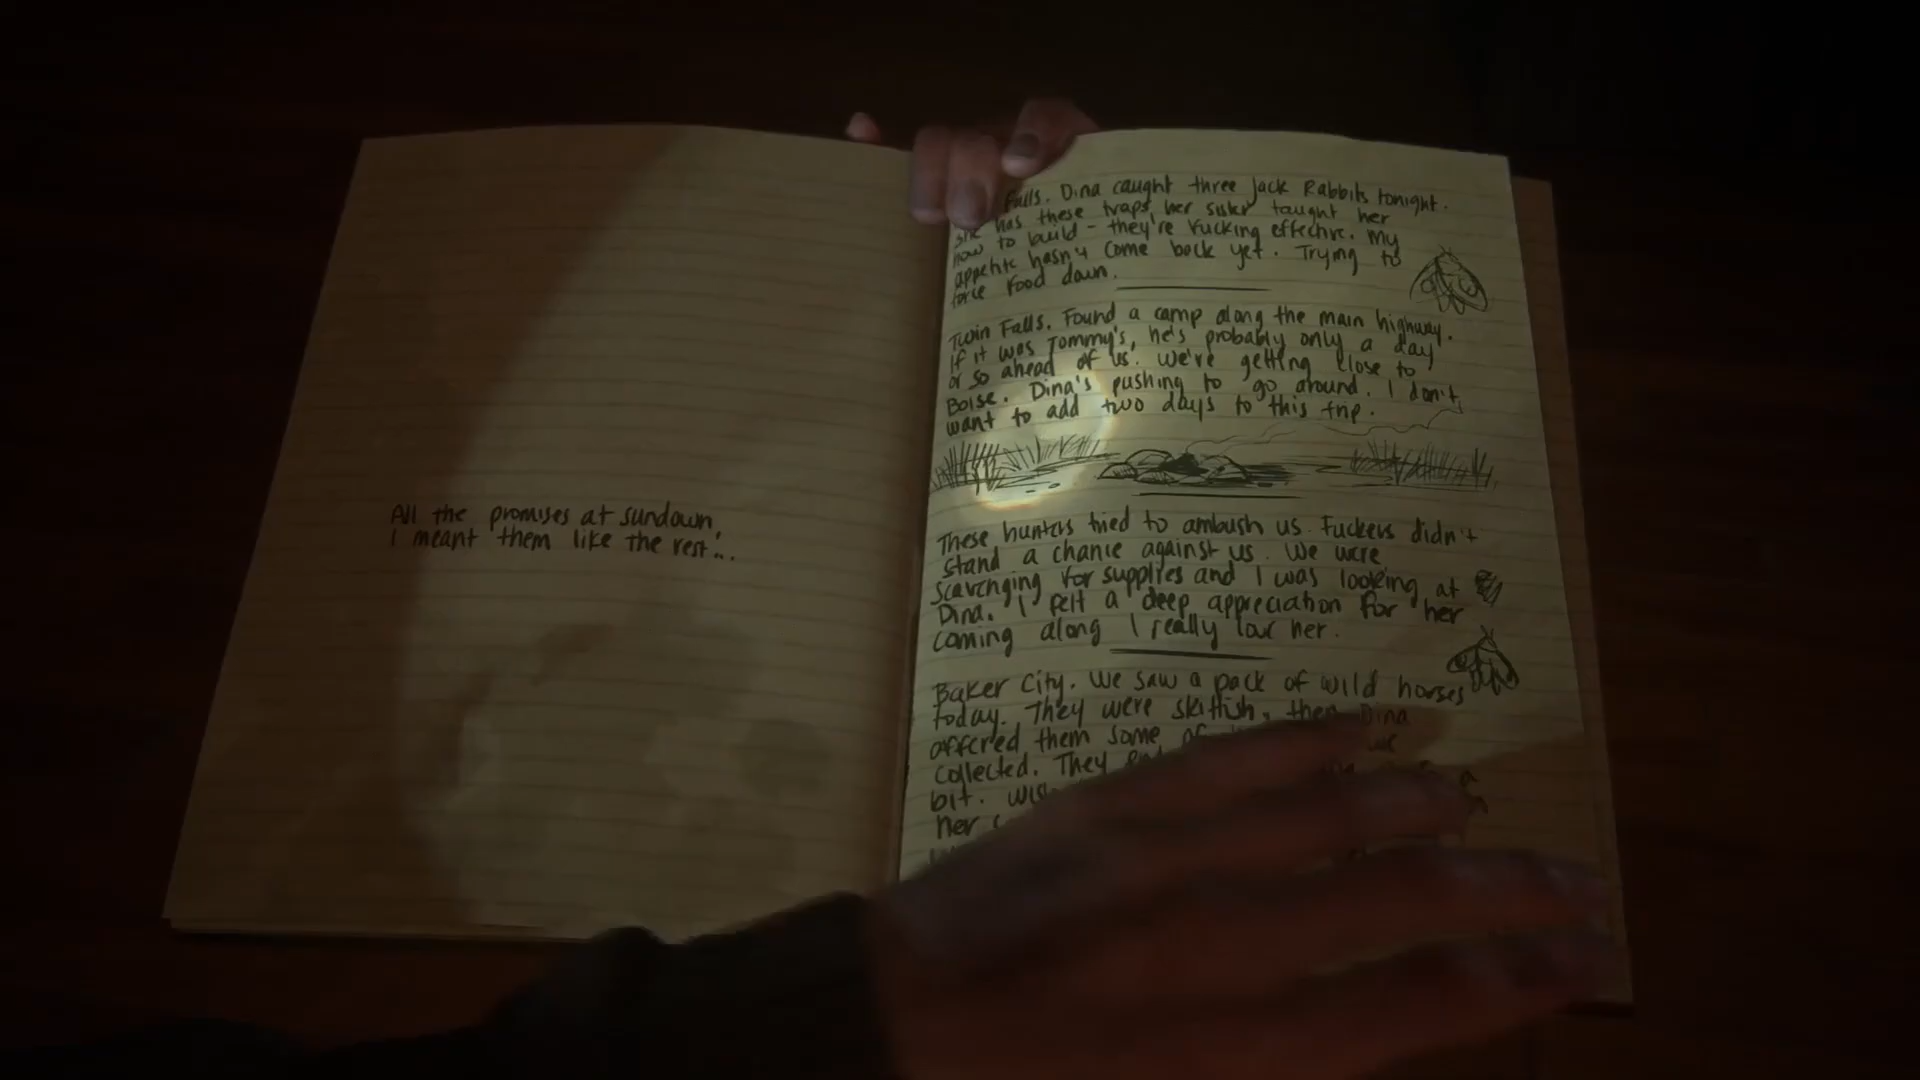 All the promises at sundown,
I meant them like the rest...
Falls. Dina caught three Jack Rabbits tonight.
She has these traps her sister taught her
how to build - they're fucking effective. My
appetite hasn't come back yet. Trying to
force food down.
Twin Falls. Found a camp along the main highway.
If it was Tommy's, he's probably only a day
or so ahead of us. We're getting close to
Boise. Dina's pushing to go around. I don't
want to add two days to this trip.
These hunters tried to ambush us. Fuckers didn't
stand a chance against us. We were
scavenging for supplies and I was looking at
Dina. I felt a deep appreciation for her
coming along I really love her.
Baker City. We saw a pack of wild horses
today. They were skittish, then Dina
offered them some of we
collected. They a
bit.
her